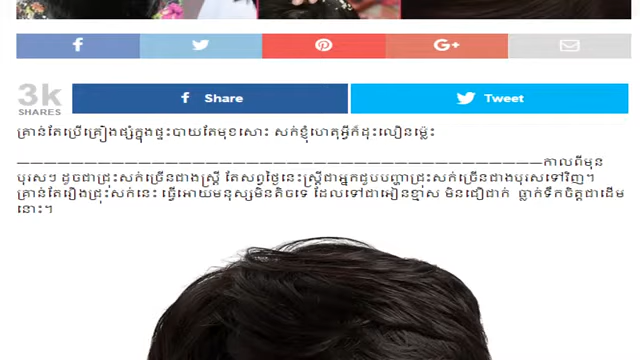 3k
SHARES
Share
Tweet
គ្រាន់តែប្រើគ្រឿងផ្សំក្នុងផ្ទះបាយតែមុខសោះ សក់ខ្ញុំហេតុអ្វីក៏ដុះលឿនម៉្លេះ
————————————————————————————————————————កាលពីមុន
បុរសៗ ដូចជាជ្រុះសក់ច្រើនជាងស្ត្រី តែសព្វថ្ងៃនេះស្ត្រីជាអ្នកជួបបញ្ហាជ្រុះសក់ច្រើនជាងបុរសទៅវិញ។
គ្រាន់តែរឿងជ្រុះសក់នេះ ធ្វើអោយមនុស្សមិនតិចទេ ដែលទៅជាអៀនខ្មាស មិនជឿជាក់ ធ្លាក់ទឹកចិត្តជាដើម
នោះ។